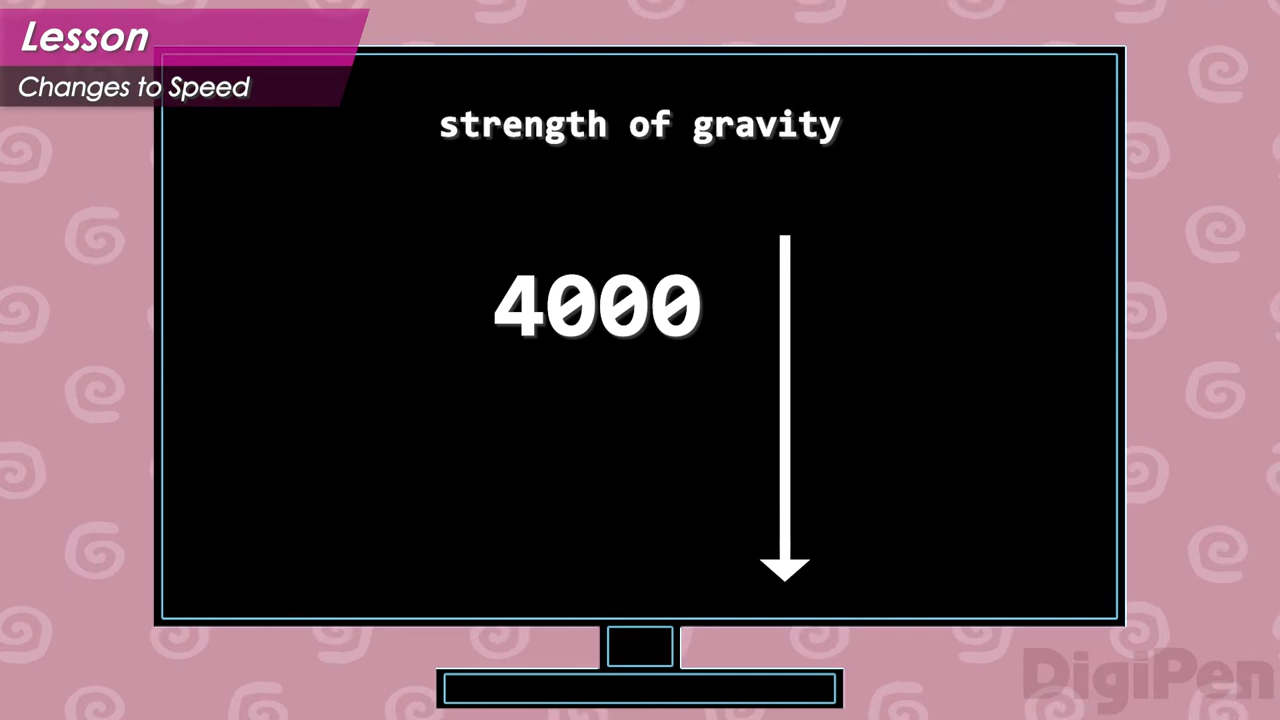 Lesson
Changes to Speed
strength of gravity
4000
DigiPen